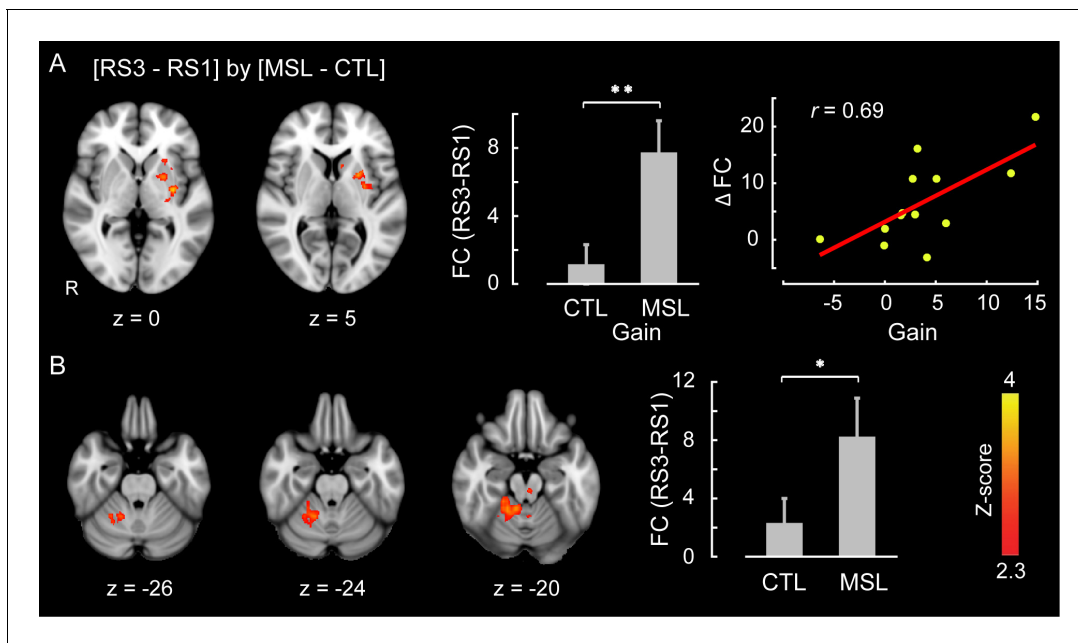 A [RS3 - RS1] by [MSL - CTL]
R
z = 0
z = 5
FC (RS3-RS1)
8
4
0
**
CTL
MSL
Gain
Δ FC
20
10
0
r = 0.69
-5
0
5
10
15
Gain
B
z = -26
z = -24
z = -20
FC (RS3-RS1)
12
8
4
0
*
CTL
MSL
Z-score
4
2.3